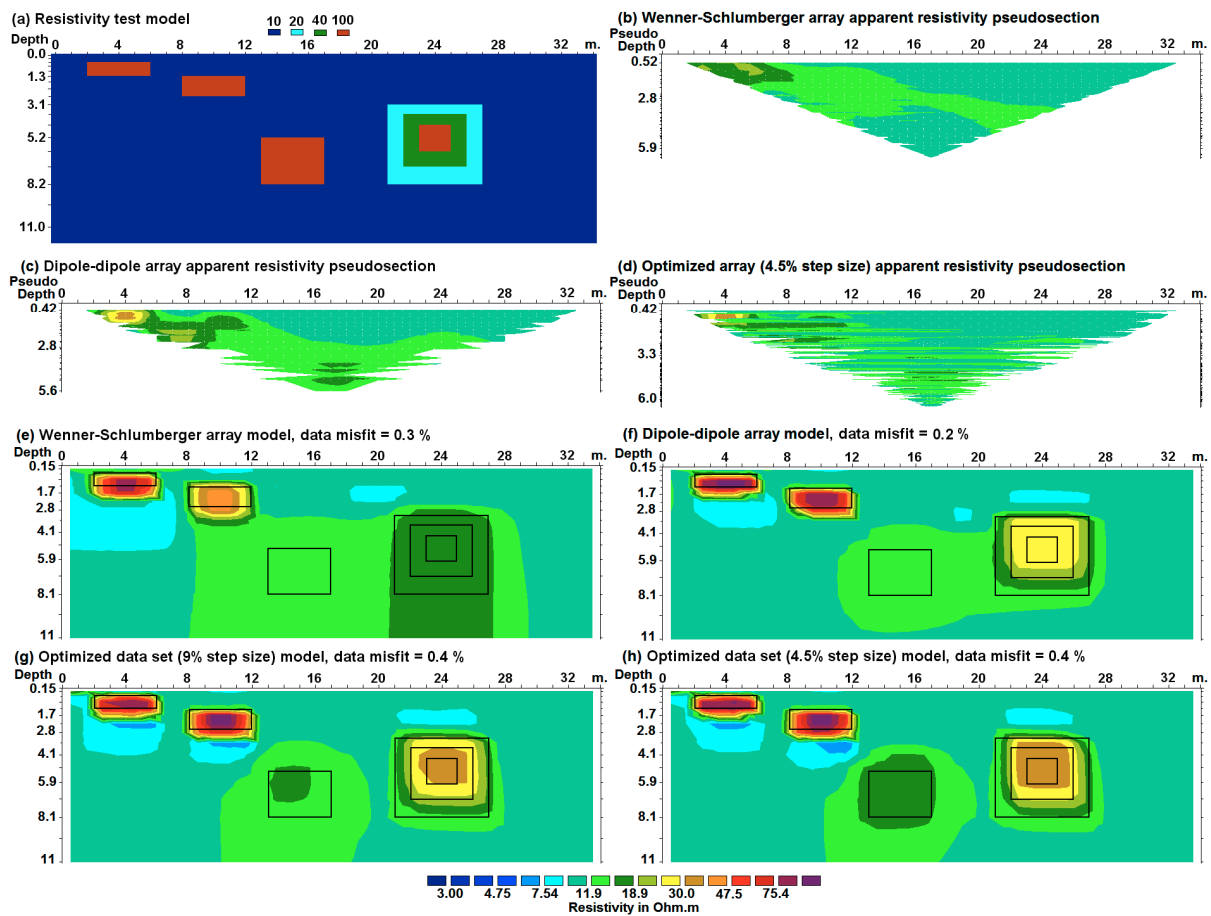 (a) Resistivity test model
10 20 40 100
Depth 0 4 8 12 16 20 24 28 32 m.
0.0
1.3
3.1
5.2
8.2
11.0
(b) Wenner-Schlumberger array apparent resistivity pseudosection
Pseudo
Depth 0 4 8 12 16 20 24 28 32 m.
0.52
2.8
5.9
(c) Dipole-dipole array apparent resistivity pseudosection
Pseudo
Depth 0 4 8 12 16 20 24 28 32 m.
0.42
2.8
5.6
(d) Optimized array (4.5% step size) apparent resistivity pseudosection
Pseudo
Depth 0 4 8 12 16 20 24 28 32 m.
0.42
3.3
6.0
(e) Wenner-Schlumberger array model, data misfit = 0.3 %
Depth 0 4 8 12 16 20 24 28 32 m.
0.15
1.7
2.8
4.1
5.9
8.1
11
(f) Dipole-dipole array model, data misfit = 0.2 %
Depth 0 4 8 12 16 20 24 28 32 m.
0.15
1.7
2.8
4.1
5.9
8.1
11
(g) Optimized data set (9% step size) model, data misfit = 0.4 %
Depth 0 4 8 12 16 20 24 28 32 m.
0.15
1.7
2.8
4.1
5.9
8.1
11
(h) Optimized data set (4.5% step size) model, data misfit = 0.4 %
Depth 0 4 8 12 16 20 24 28 32 m.
0.15
1.7
2.8
4.1
5.9
8.1
11
3.00 4.75 7.54 11.9 18.9 30.0 47.5 75.4
Resistivity in Ohm.m